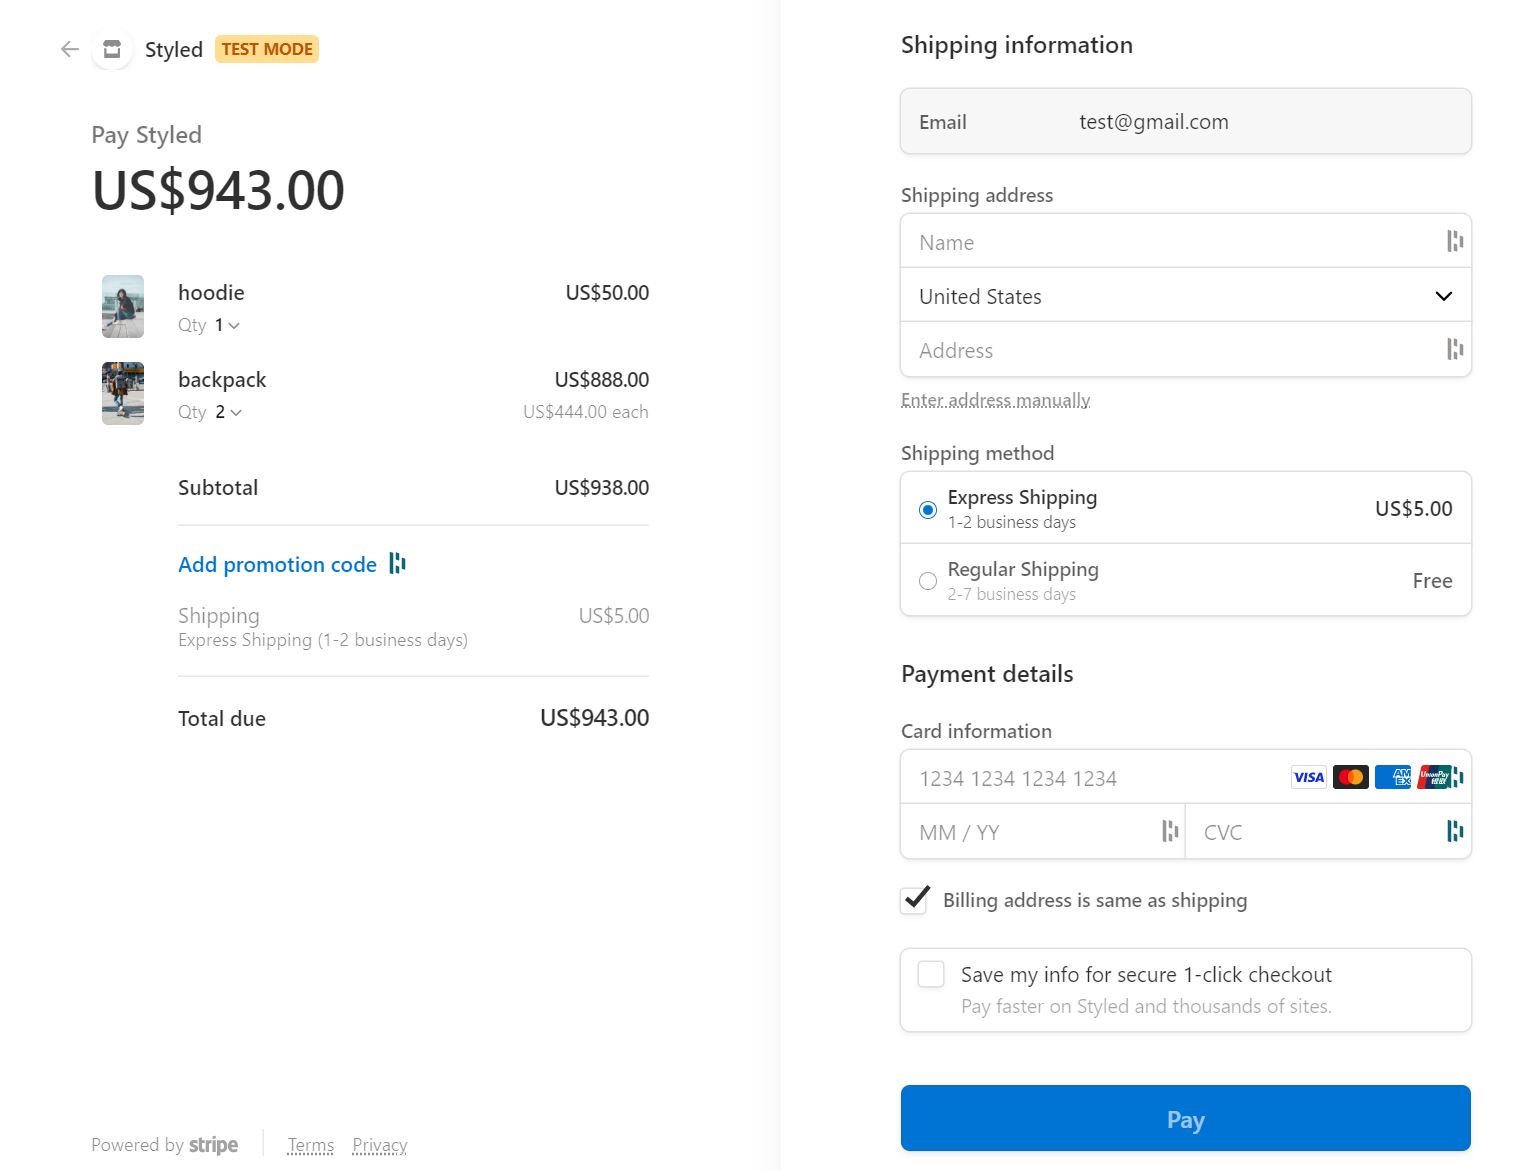 Styled TEST MODE
Pay Styled
US$943.00
hoodie US$50.00
Qty 1
backpack US$888.00
Qty 2 US$444.00 each
Subtotal US$938.00
Add promotion code
Shipping US$5.00
Express Shipping (1-2 business days)
Total due US$943.00
Powered by stripe Terms Privacy
Shipping information
Email test@gmail.com
Shipping address
Name
United States
Address
Enter address manually
Shipping method
Express Shipping US$5.00
1-2 business days
Regular Shipping Free
2-7 business days
Payment details
Card information
1234 1234 1234 1234 VISA AM EX UnionPay 银联
MM / YY CVC
Billing address is same as shipping
Save my info for secure 1-click checkout
Pay faster on Styled and thousands of sites.
Pay